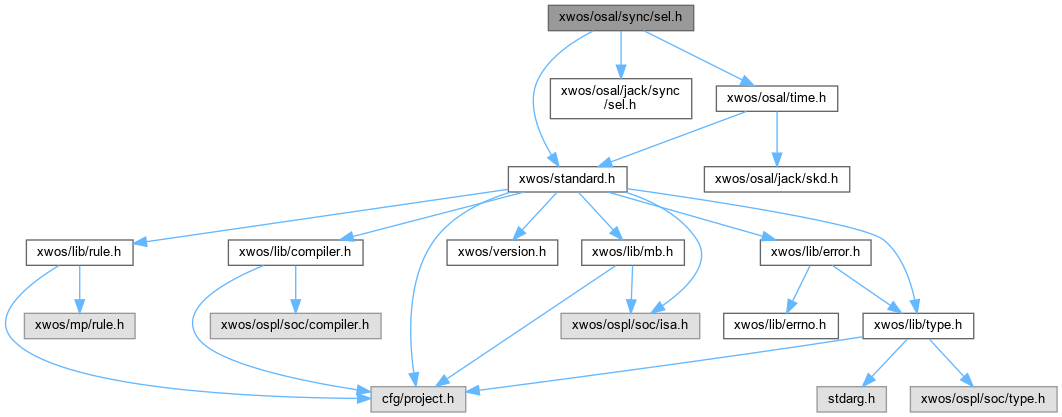 xwos/osal/sync/sel.h
xwos/osal/jack/sync
/sel.h
xwos/osal/time.h
xwos/standard.h
xwos/osal/jack/skd.h
xwos/lib/rule.h
xwos/lib/compiler.h
xwos/version.h
xwos/lib/mb.h
xwos/lib/error.h
xwos/mp/rule.h
xwos/ospl/soc/compiler.h
xwos/ospl/soc/isa.h
xwos/lib/errno.h
xwos/lib/type.h
cfg/project.h
stdarg.h
xwos/ospl/soc/type.h